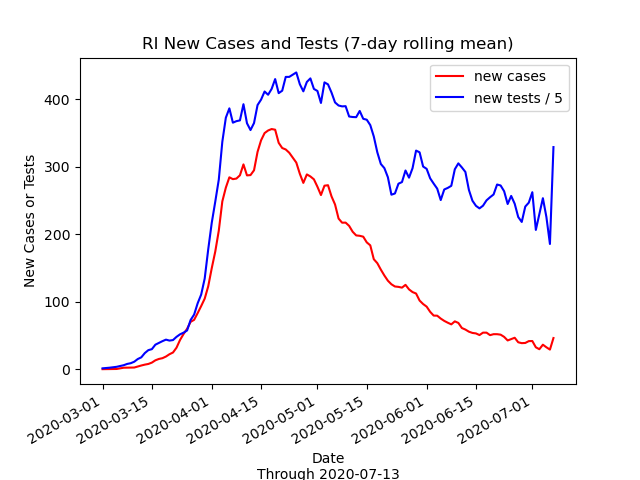 RI New Cases and Tests (7-day rolling mean)
new cases
new tests / 5
New Cases or Tests
400
300
200
100
0
2020-03-01
2020-03-15
2020-04-01
2020-04-15
2020-05-01
2020-05-15
2020-06-01
2020-06-15
2020-07-01
Date
Through 2020-07-13